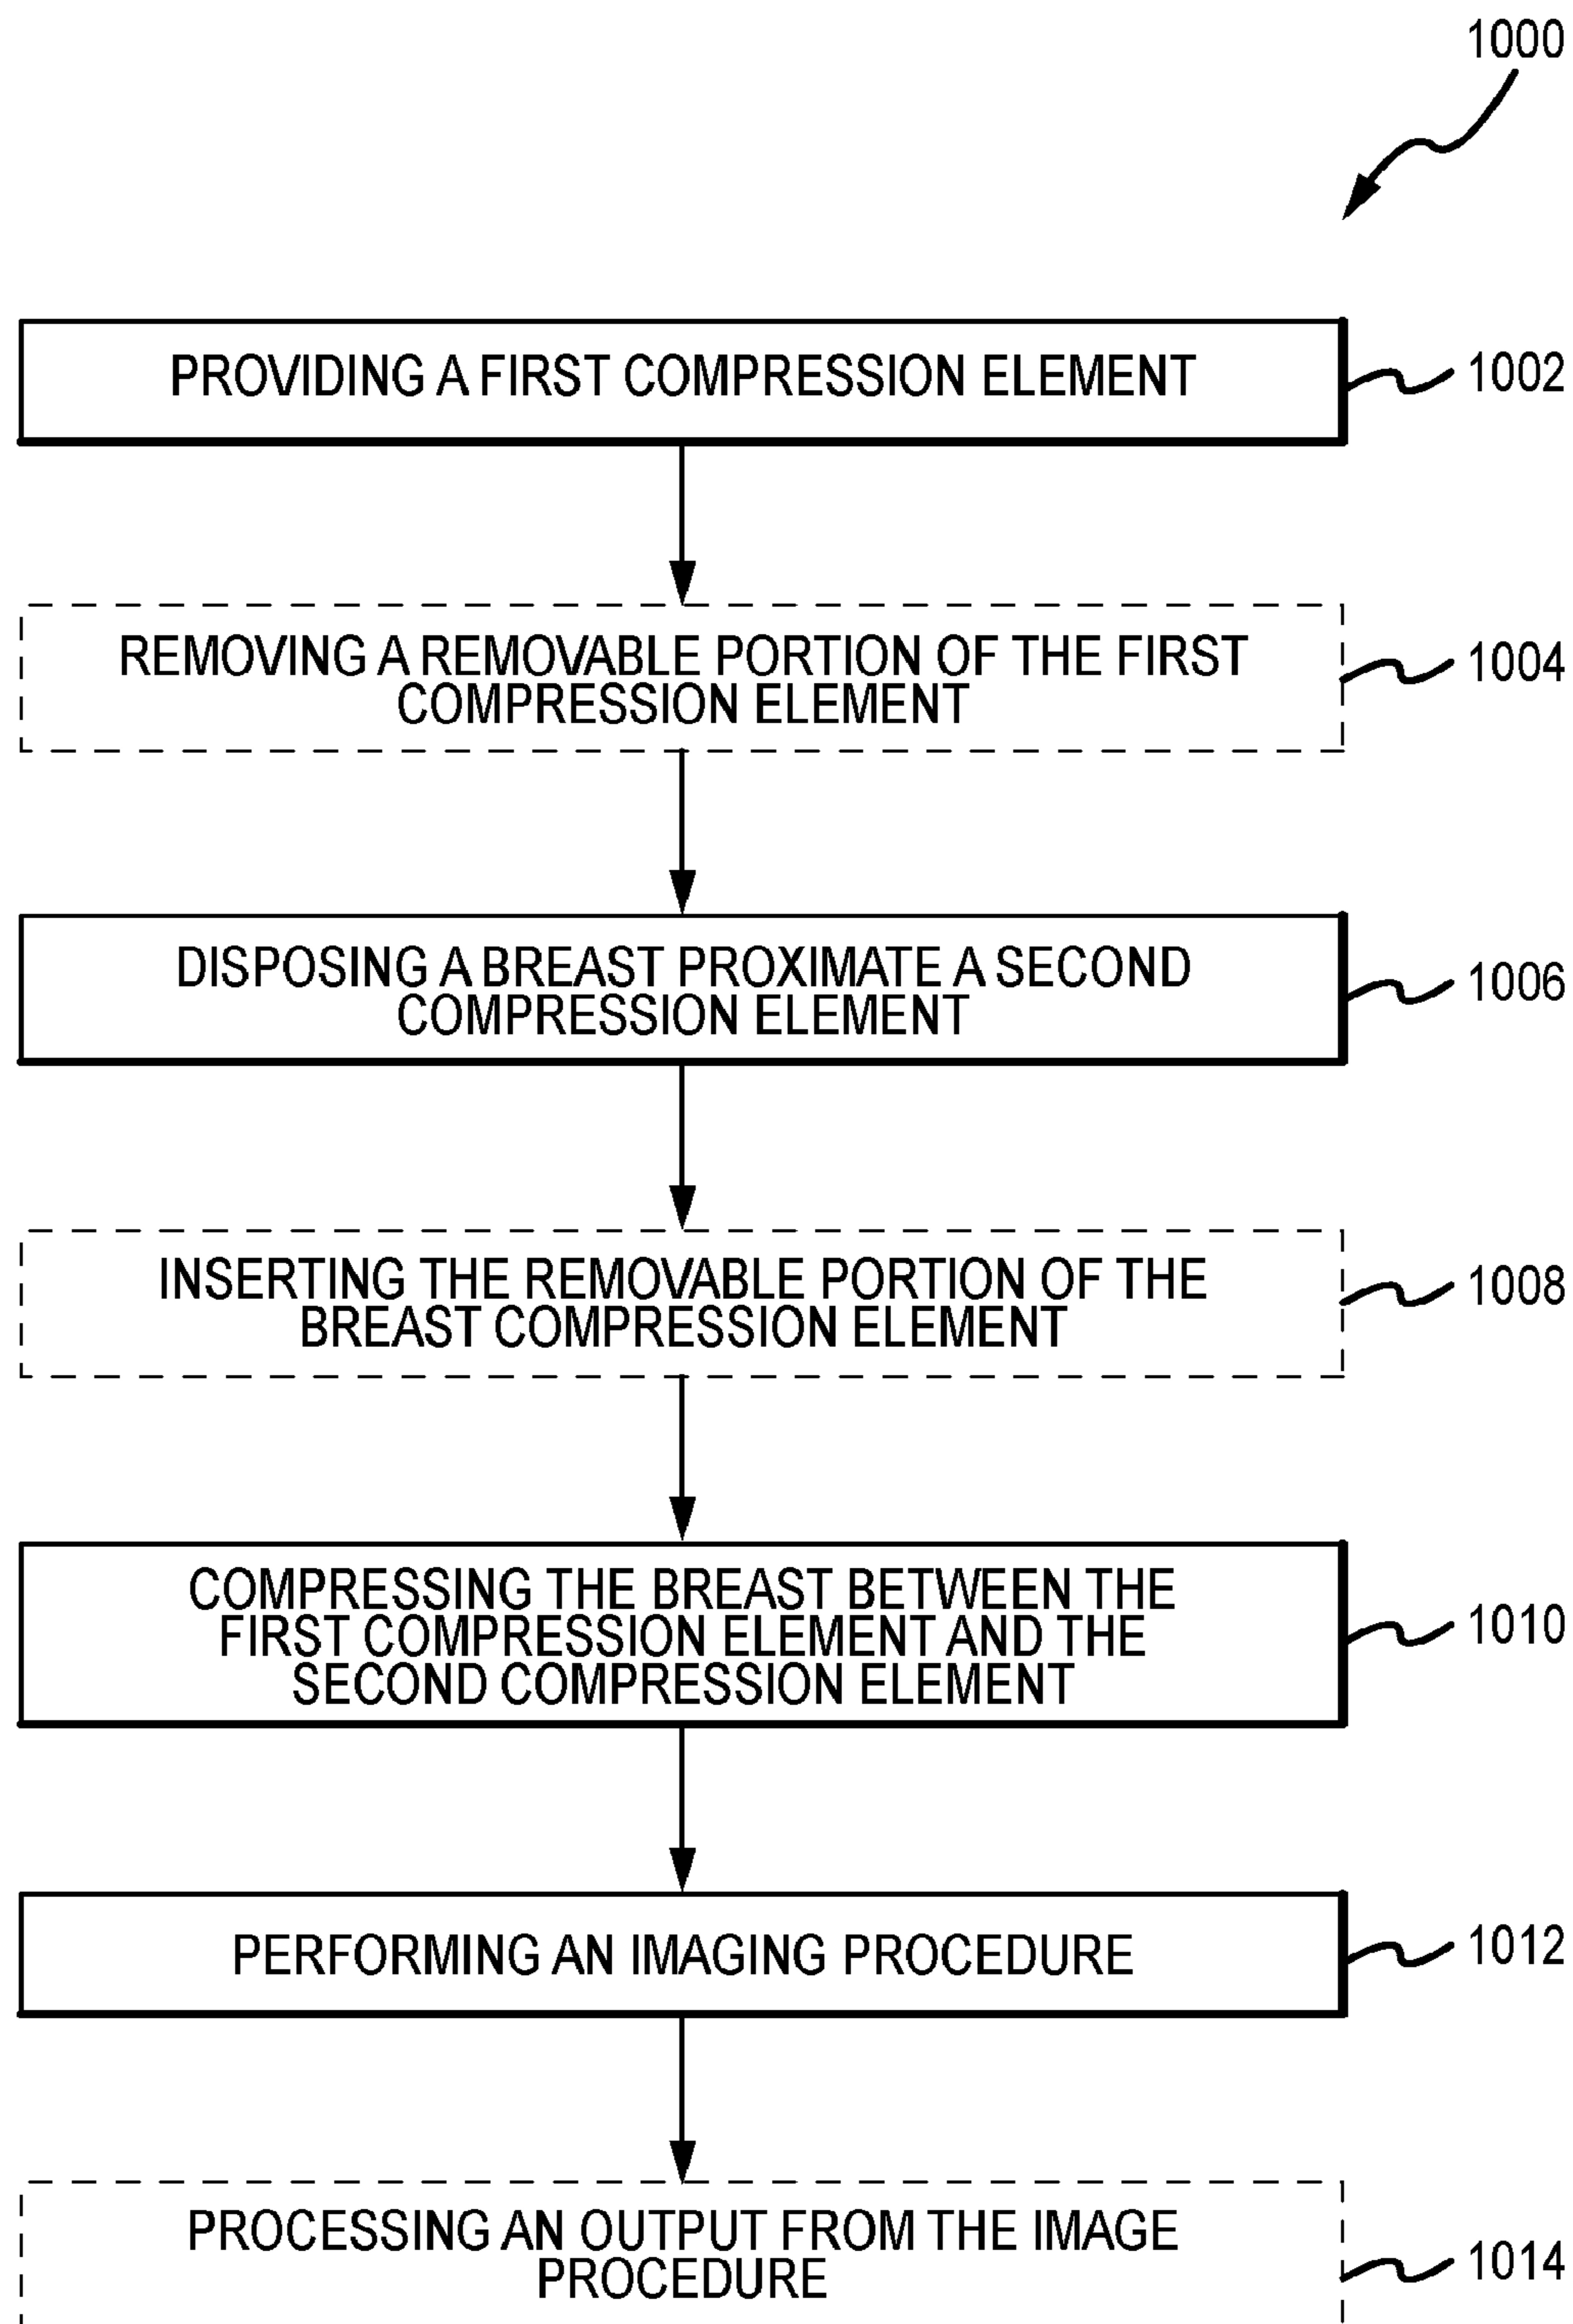 1000
PROVIDING A FIRST COMPRESSION ELEMENT
1002
REMOVING A REMOVABLE PORTION OF THE FIRST
COMPRESSION ELEMENT
1004
DISPOSING A BREAST PROXIMATE A SECOND
COMPRESSION ELEMENT
1006
INSERTING THE REMOVABLE PORTION OF THE
BREAST COMPRESSION ELEMENT
1008
COMPRESSING THE BREAST BETWEEN THE
FIRST COMPRESSION ELEMENT AND THE
SECOND COMPRESSION ELEMENT
1010
PERFORMING AN IMAGING PROCEDURE
1012
PROCESSING AN OUTPUT FROM THE IMAGE
PROCEDURE
1014